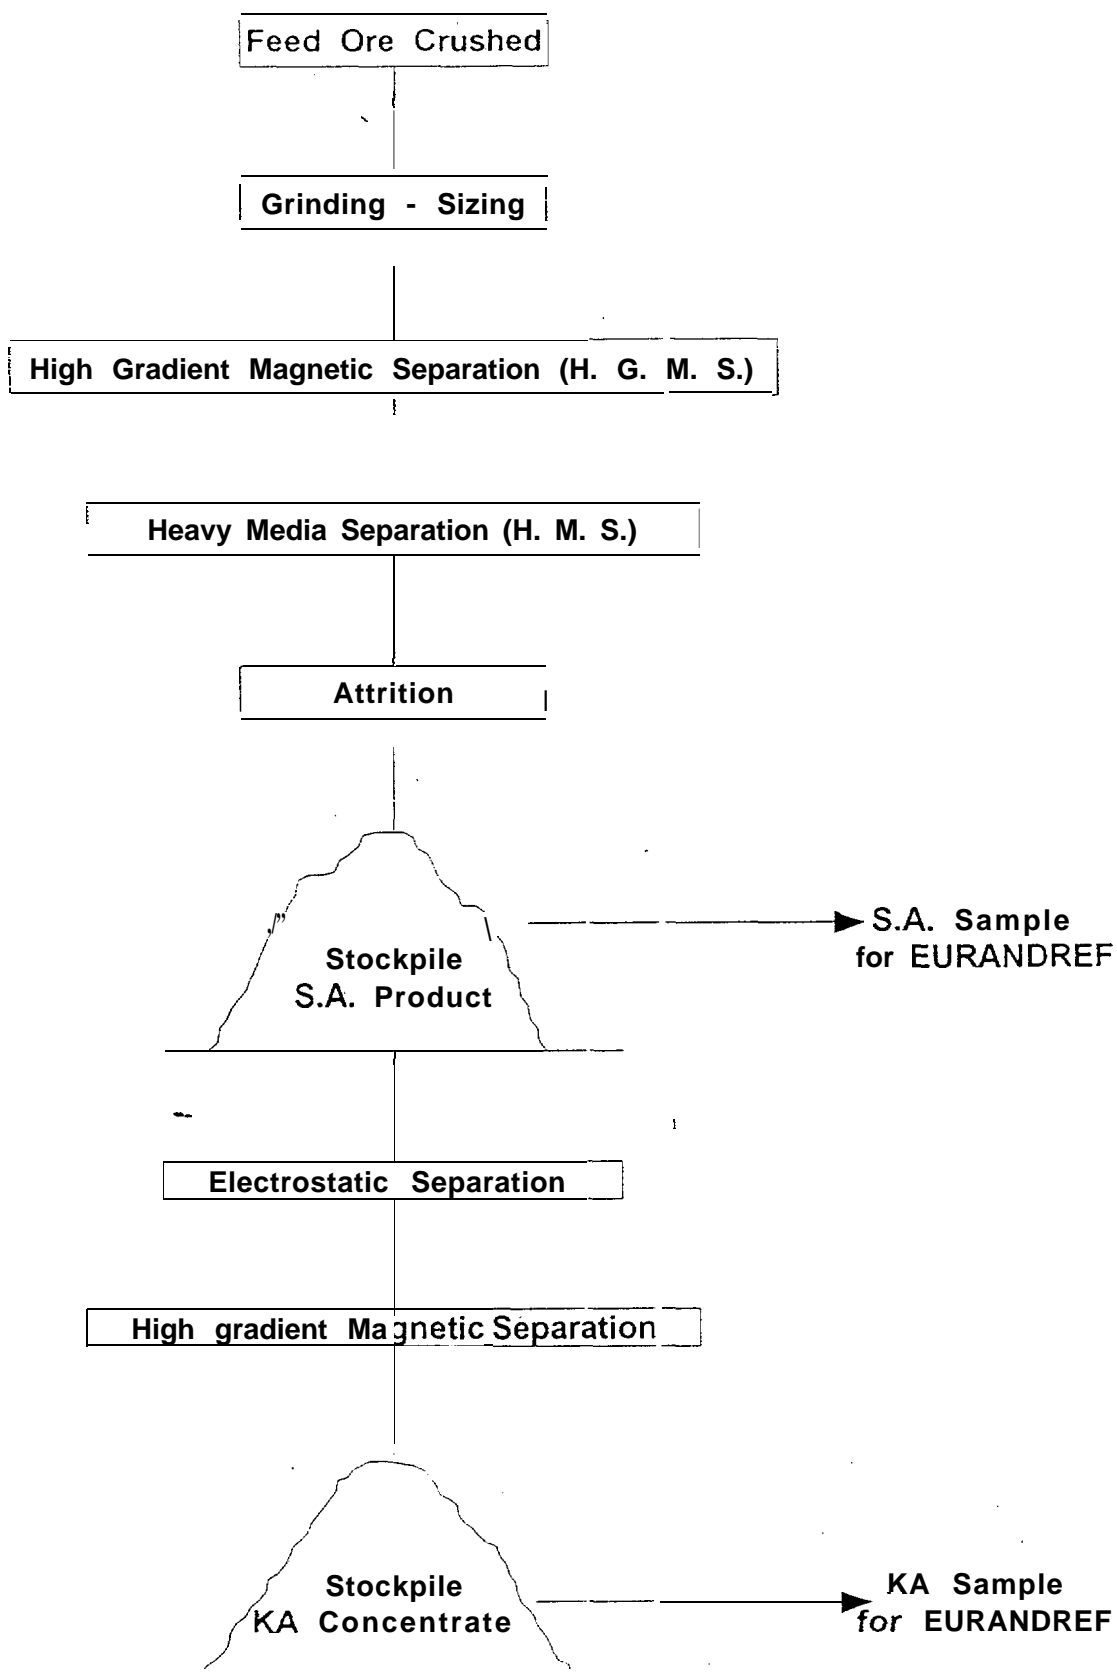 Feed Ore Crushed
Grinding - Sizing
High Gradient Magnetic Separation (H. G. M. S.)
Heavy Media Separation (H. M. S.)
Attrition
S.A. Sample
for EURANDREF
Stockpile
S.A. Product
Electrostatic Separation
High gradient Magnetic Separation
Stockpile
KA Concentrate
KA Sample
for EURANDREF